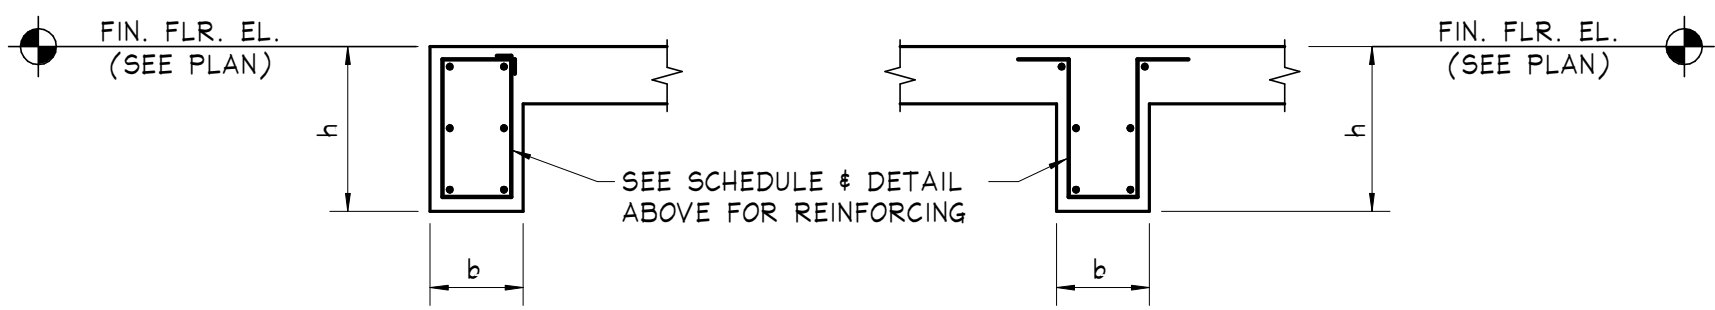 FIN. FLR. EL.
(SEE PLAN)
FIN. FLR. EL.
(SEE PLAN)
h
h
SEE SCHEDULE & DETAIL
ABOVE FOR REINFORCING
b
b